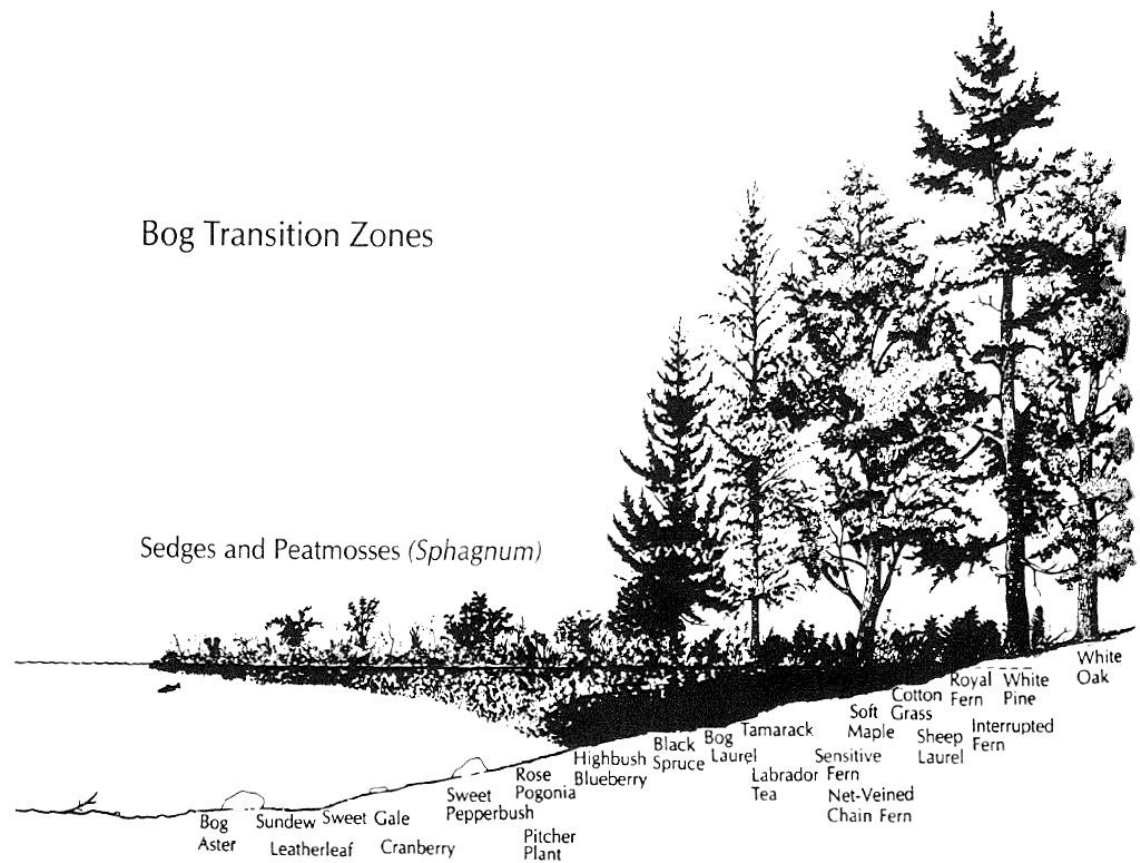 Bog Transition Zones
Sedges and Peatmosses (Sphagnum)
Bog
Aster
Sundew
Leatherleaf
Sweet Gale
Cranberry
Sweet
Pepperbush
Rose
Pogonia
Pitcher
Plant
Highbush
Blueberry
Black
Spruce
Bog
Laurel
Tamarack
Labrador
Tea
Sensitive
Fern
Net-Veined
Chain Fern
Soft
Maple
Cotton
Grass
Sheep
Laurel
Royal
Fern
Interrupted
Fern
White
Pine
White
Oak